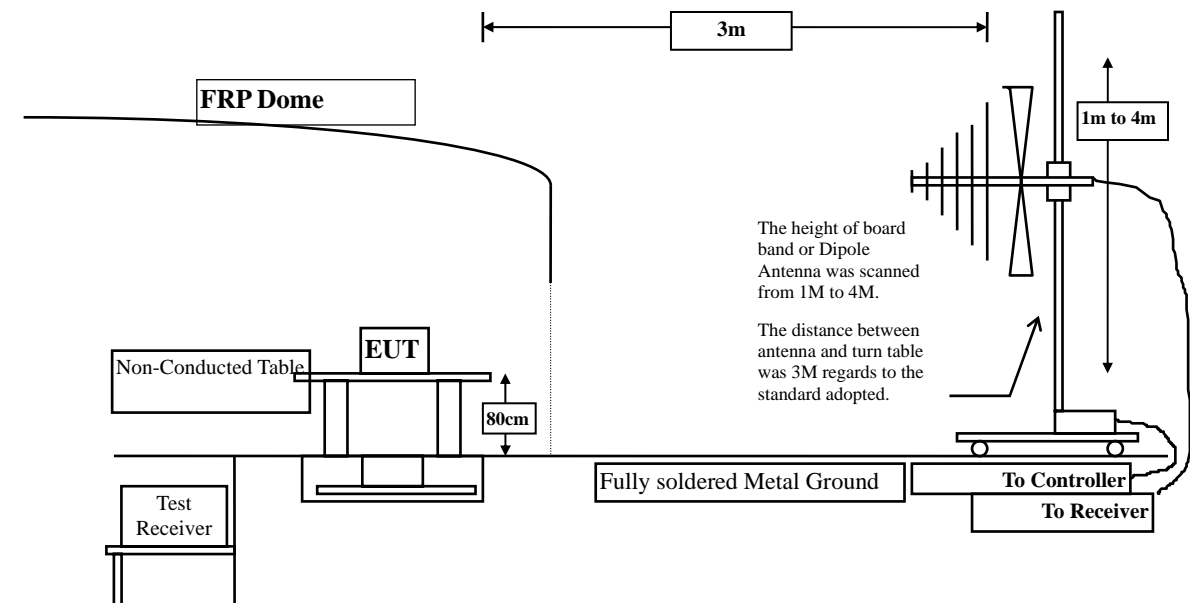 3m
FRP Dome
1m to 4m
The height of board
band or Dipole
Antenna was scanned
from 1M to 4M.
The distance between
antenna and turn table
was 3M regards to the
standard adopted.
EUT
Non-Conducted Table
80cm
Fully soldered Metal Ground
To Controller
To Receiver
Test
Receiver